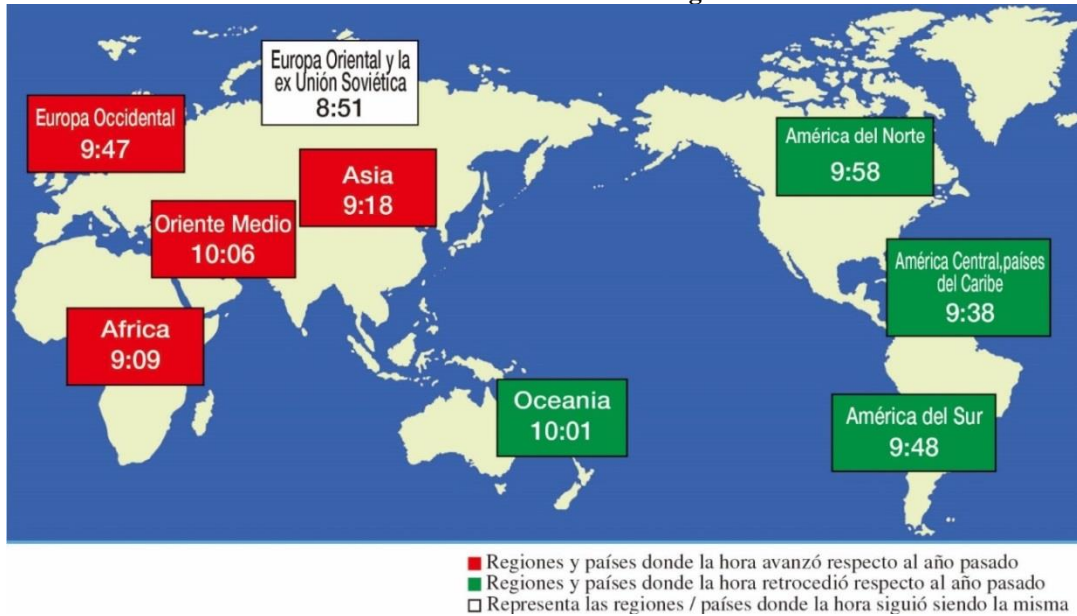 Europa Oriental y la
ex Unión Soviética
8:51
Europa Occidental
9:47
Asia
9:18
Oriente Medio
10:06
Africa
9:09
América del Norte
9:58
América Central,países
del Caribe
9:38
Oceania
10:01
América del Sur
9:48
Regiones y países donde la hora avanzó respecto al año pasado
Regiones y países donde la hora retrocedió respecto al año pasado
Representa las regiones / países donde la hora siguió siendo la misma